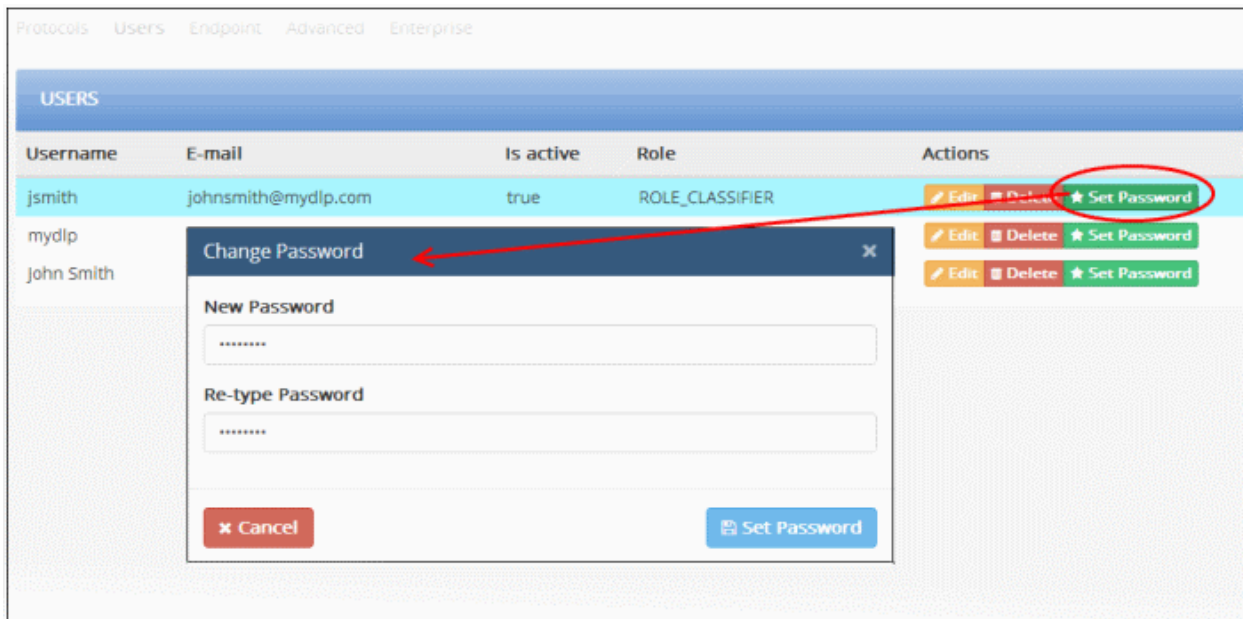 Protocols Users Endpoint Advanced Enterprise
USERS
Username E-mail Is active Role Actions
jsmith johnsmith@mydlp.com true ROLE_CLASSIFIER Edit Delete Set Password
mydlp Edit Delete Set Password
John Smith Edit Delete Set Password
Change Password ×
New Password
••••••••
Re-type Password
••••••••
Cancel Set Password